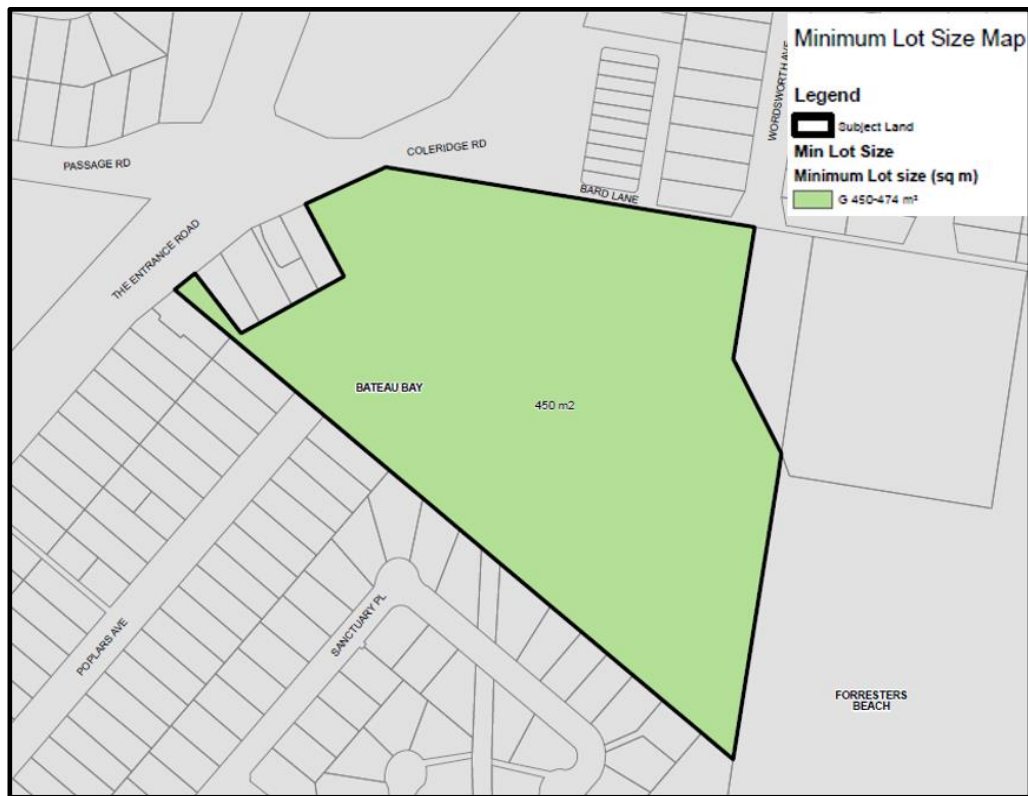 Minimum Lot Size Map
Legend
Subject Land
Min Lot Size
Minimum Lot size (sq m)
G 450-474 m²
WORDSWORTH AVE
COLERIDGE RD
PASSAGE RD
BARD LANE
THE ENTRANCE ROAD
BATEAU BAY
450 m2
SANCTUARY PL
POPLARS AVE
FORRESTERS
BEACH